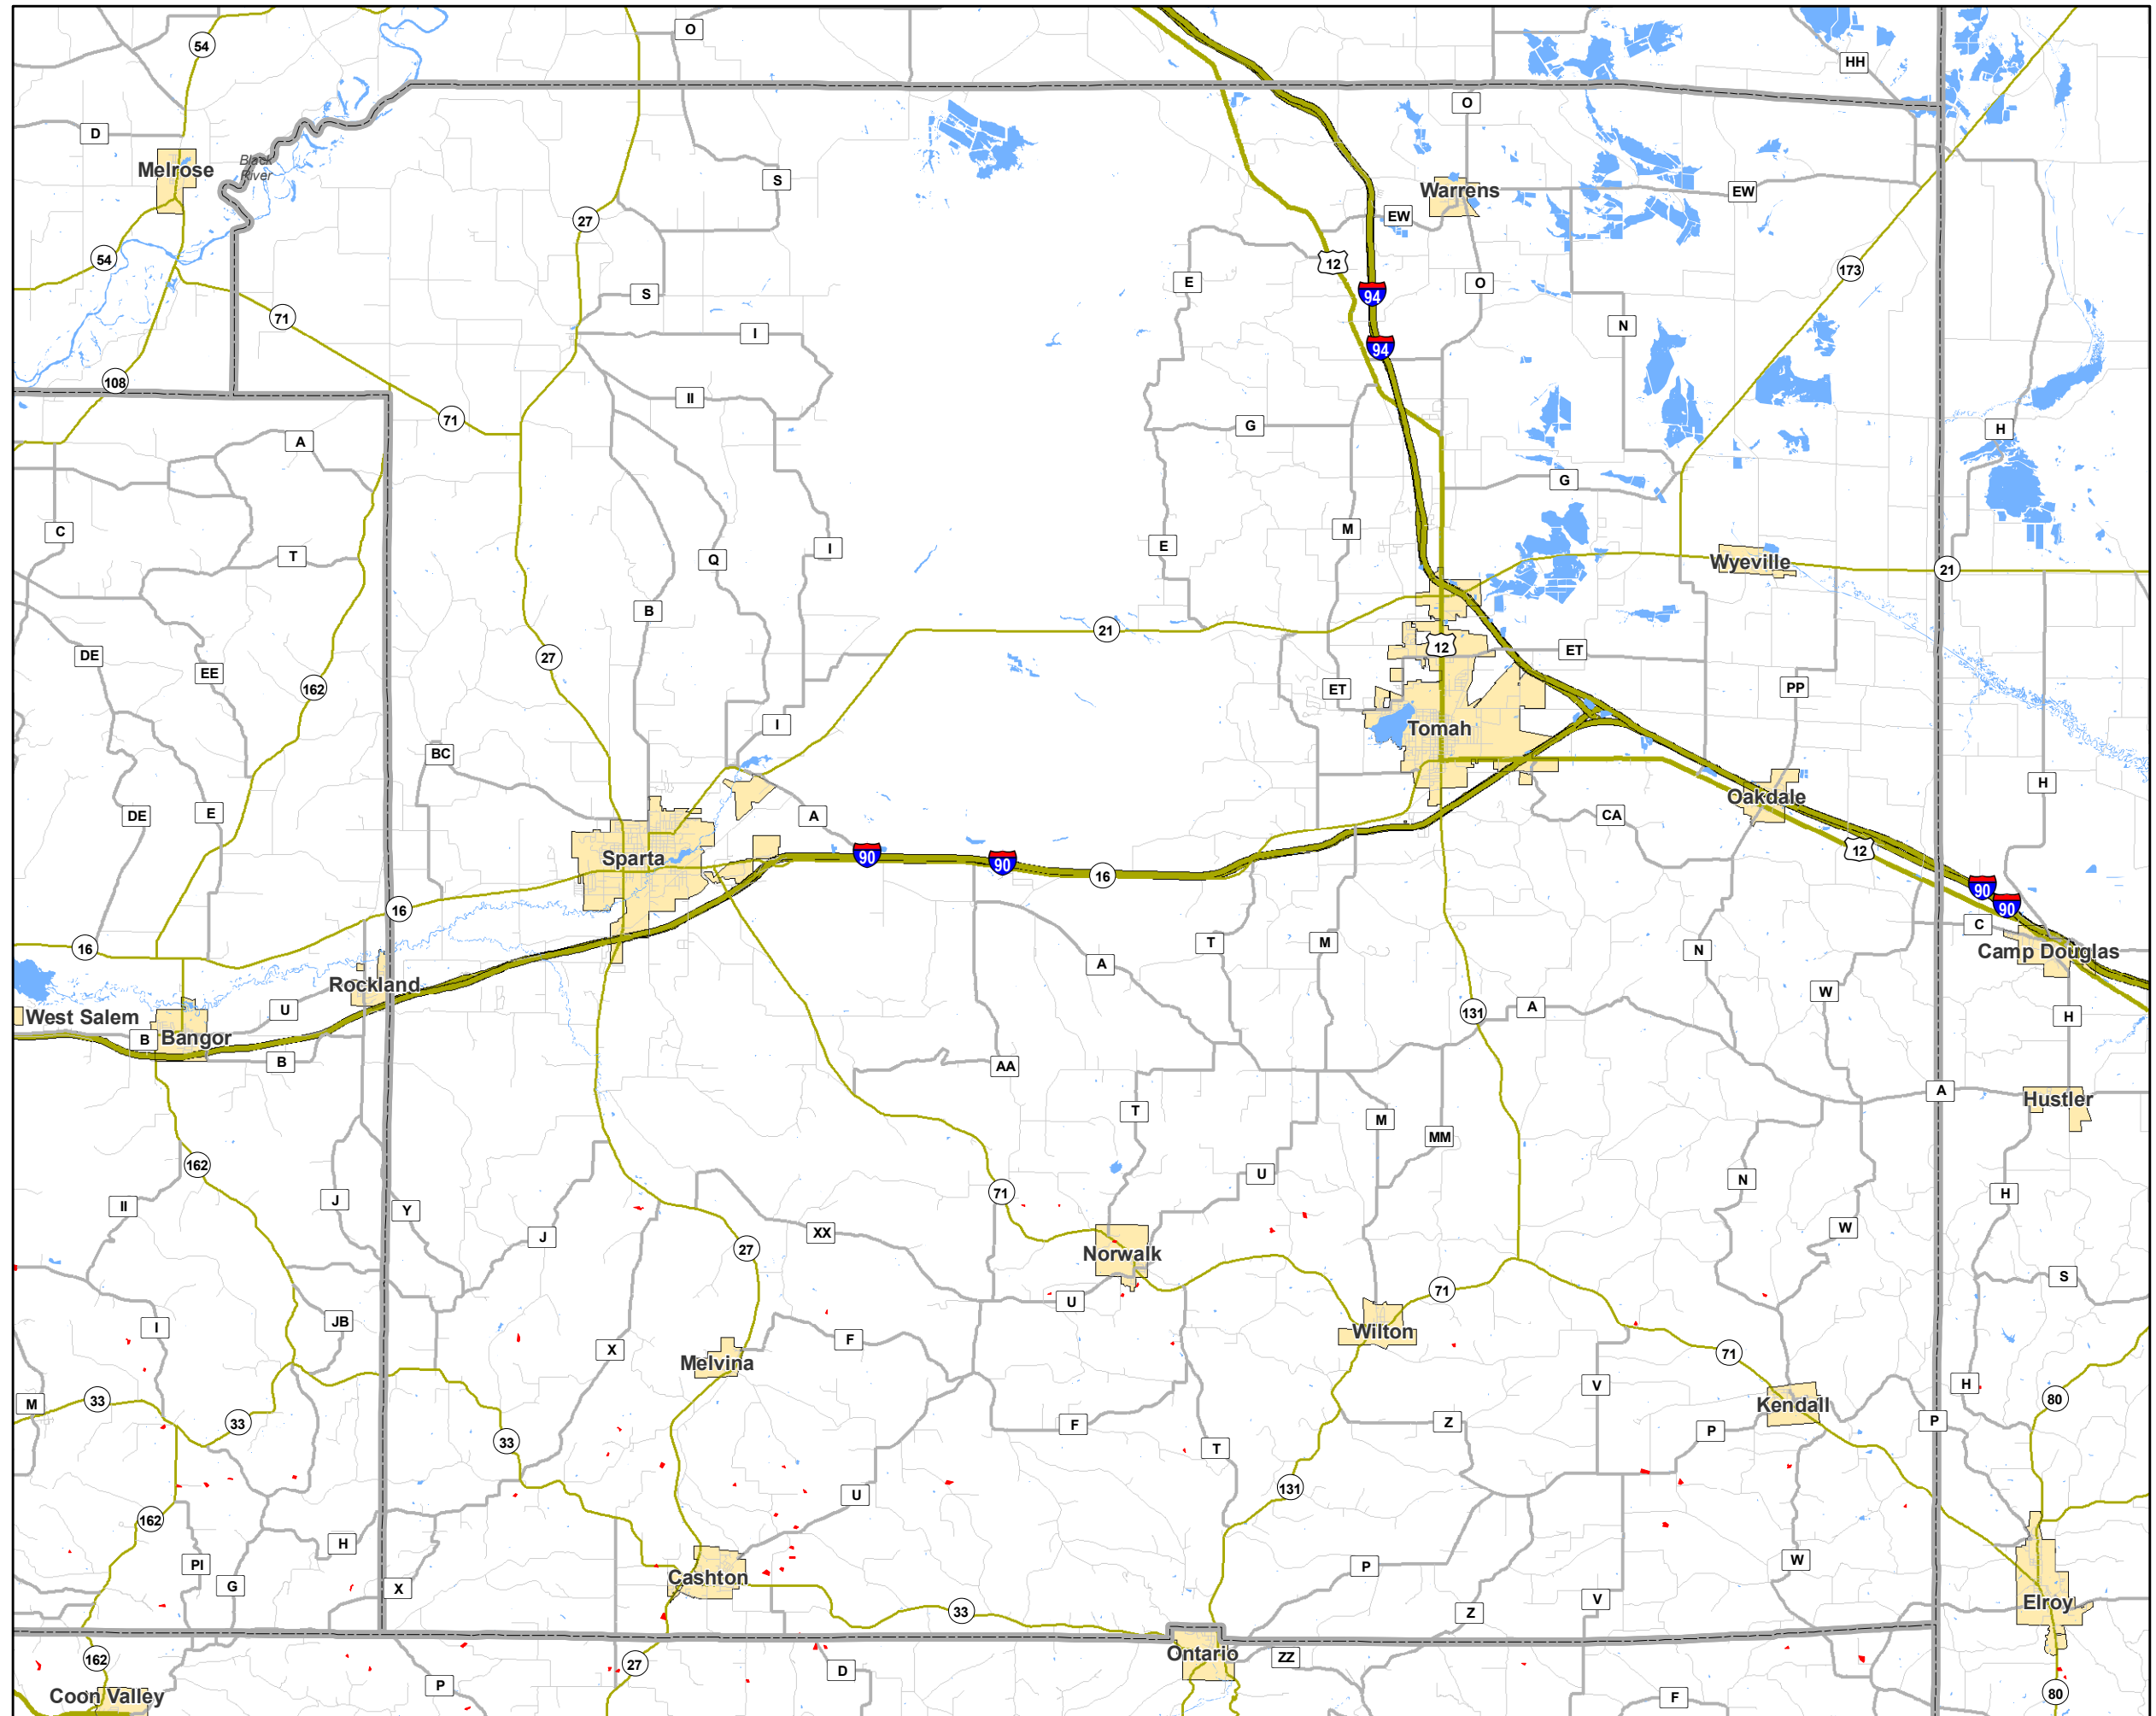 54
O
HH
D
O
Melrose
Black
River
S
Warrens
EW
EW
27
54
12
E
O
173
S
94
71
I
N
94
108
II
71
G
H
A
G
C
M
T
Q
I
E
Wyeville
21
B
21
DE
27
12
ET
EE
162
ET
PP
I
Tomah
BC
H
DE
E
A
CA
Oakdale
Sparta
90
90
16
12
90
90
16
16
T
M
N
C
Camp Douglas
A
Rockland
W
U
West Salem
B
Bangor
131
A
H
B
AA
A
Hustler
T
M
MM
162
U
N
J
71
H
II
Y
XX
W
J
27
Norwalk
S
U
71
JB
I
F
Wilton
X
Melvina
71
V
H
M
33
80
33
Kendall
F
Z
P
P
33
T
131
U
162
H
P
W
PI
G
X
Cashton
33
Z
V
Elroy
162
27
Ontario
ZZ
D
P
Coon Valley
F
80